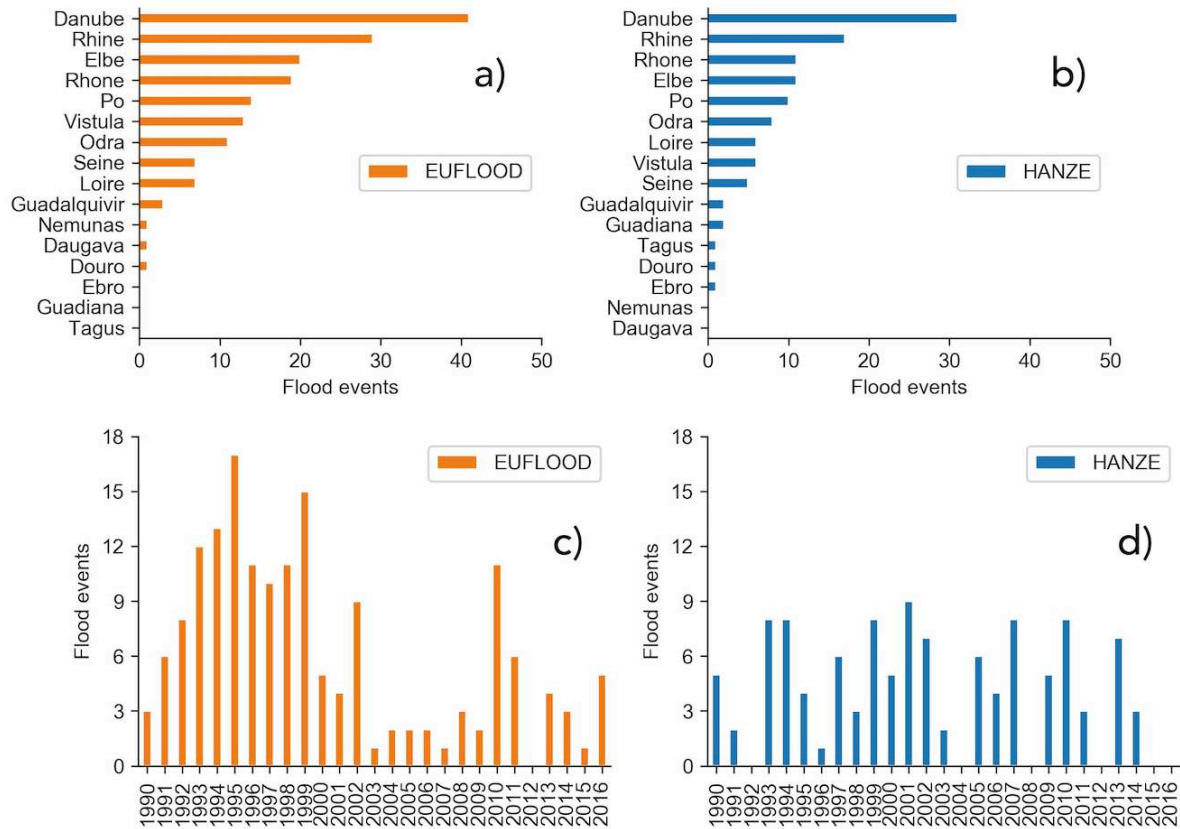 Danube
Rhine
Elbe
Rhone
Po
Vistula
Odra
Seine
Loire
Guadalquivir
Nemunas
Daugava
Douro
Ebro
Guadiana
Tagus
a)
EUFLOOD
0 10 20 30 40 50
Flood events
Danube
Rhine
Rhone
Elbe
Po
Odra
Loire
Vistula
Seine
Guadalquivir
Guadiana
Tagus
Douro
Ebro
Nemunas
Daugava
b)
HANZE
0 10 20 30 40 50
Flood events
18
15
12
9
6
3
0
Flood events
EUFLOOD
c)
1990 1991 1992 1993 1994 1995 1996 1997 1998 1999 2000 2001 2002 2003 2004 2005 2006 2007 2008 2009 2010 2011 2012 2013 2014 2015 2016
18
15
12
9
6
3
0
Flood events
HANZE
d)
1990 1991 1992 1993 1994 1995 1996 1997 1998 1999 2000 2001 2002 2003 2004 2005 2006 2007 2008 2009 2010 2011 2012 2013 2014 2015 2016